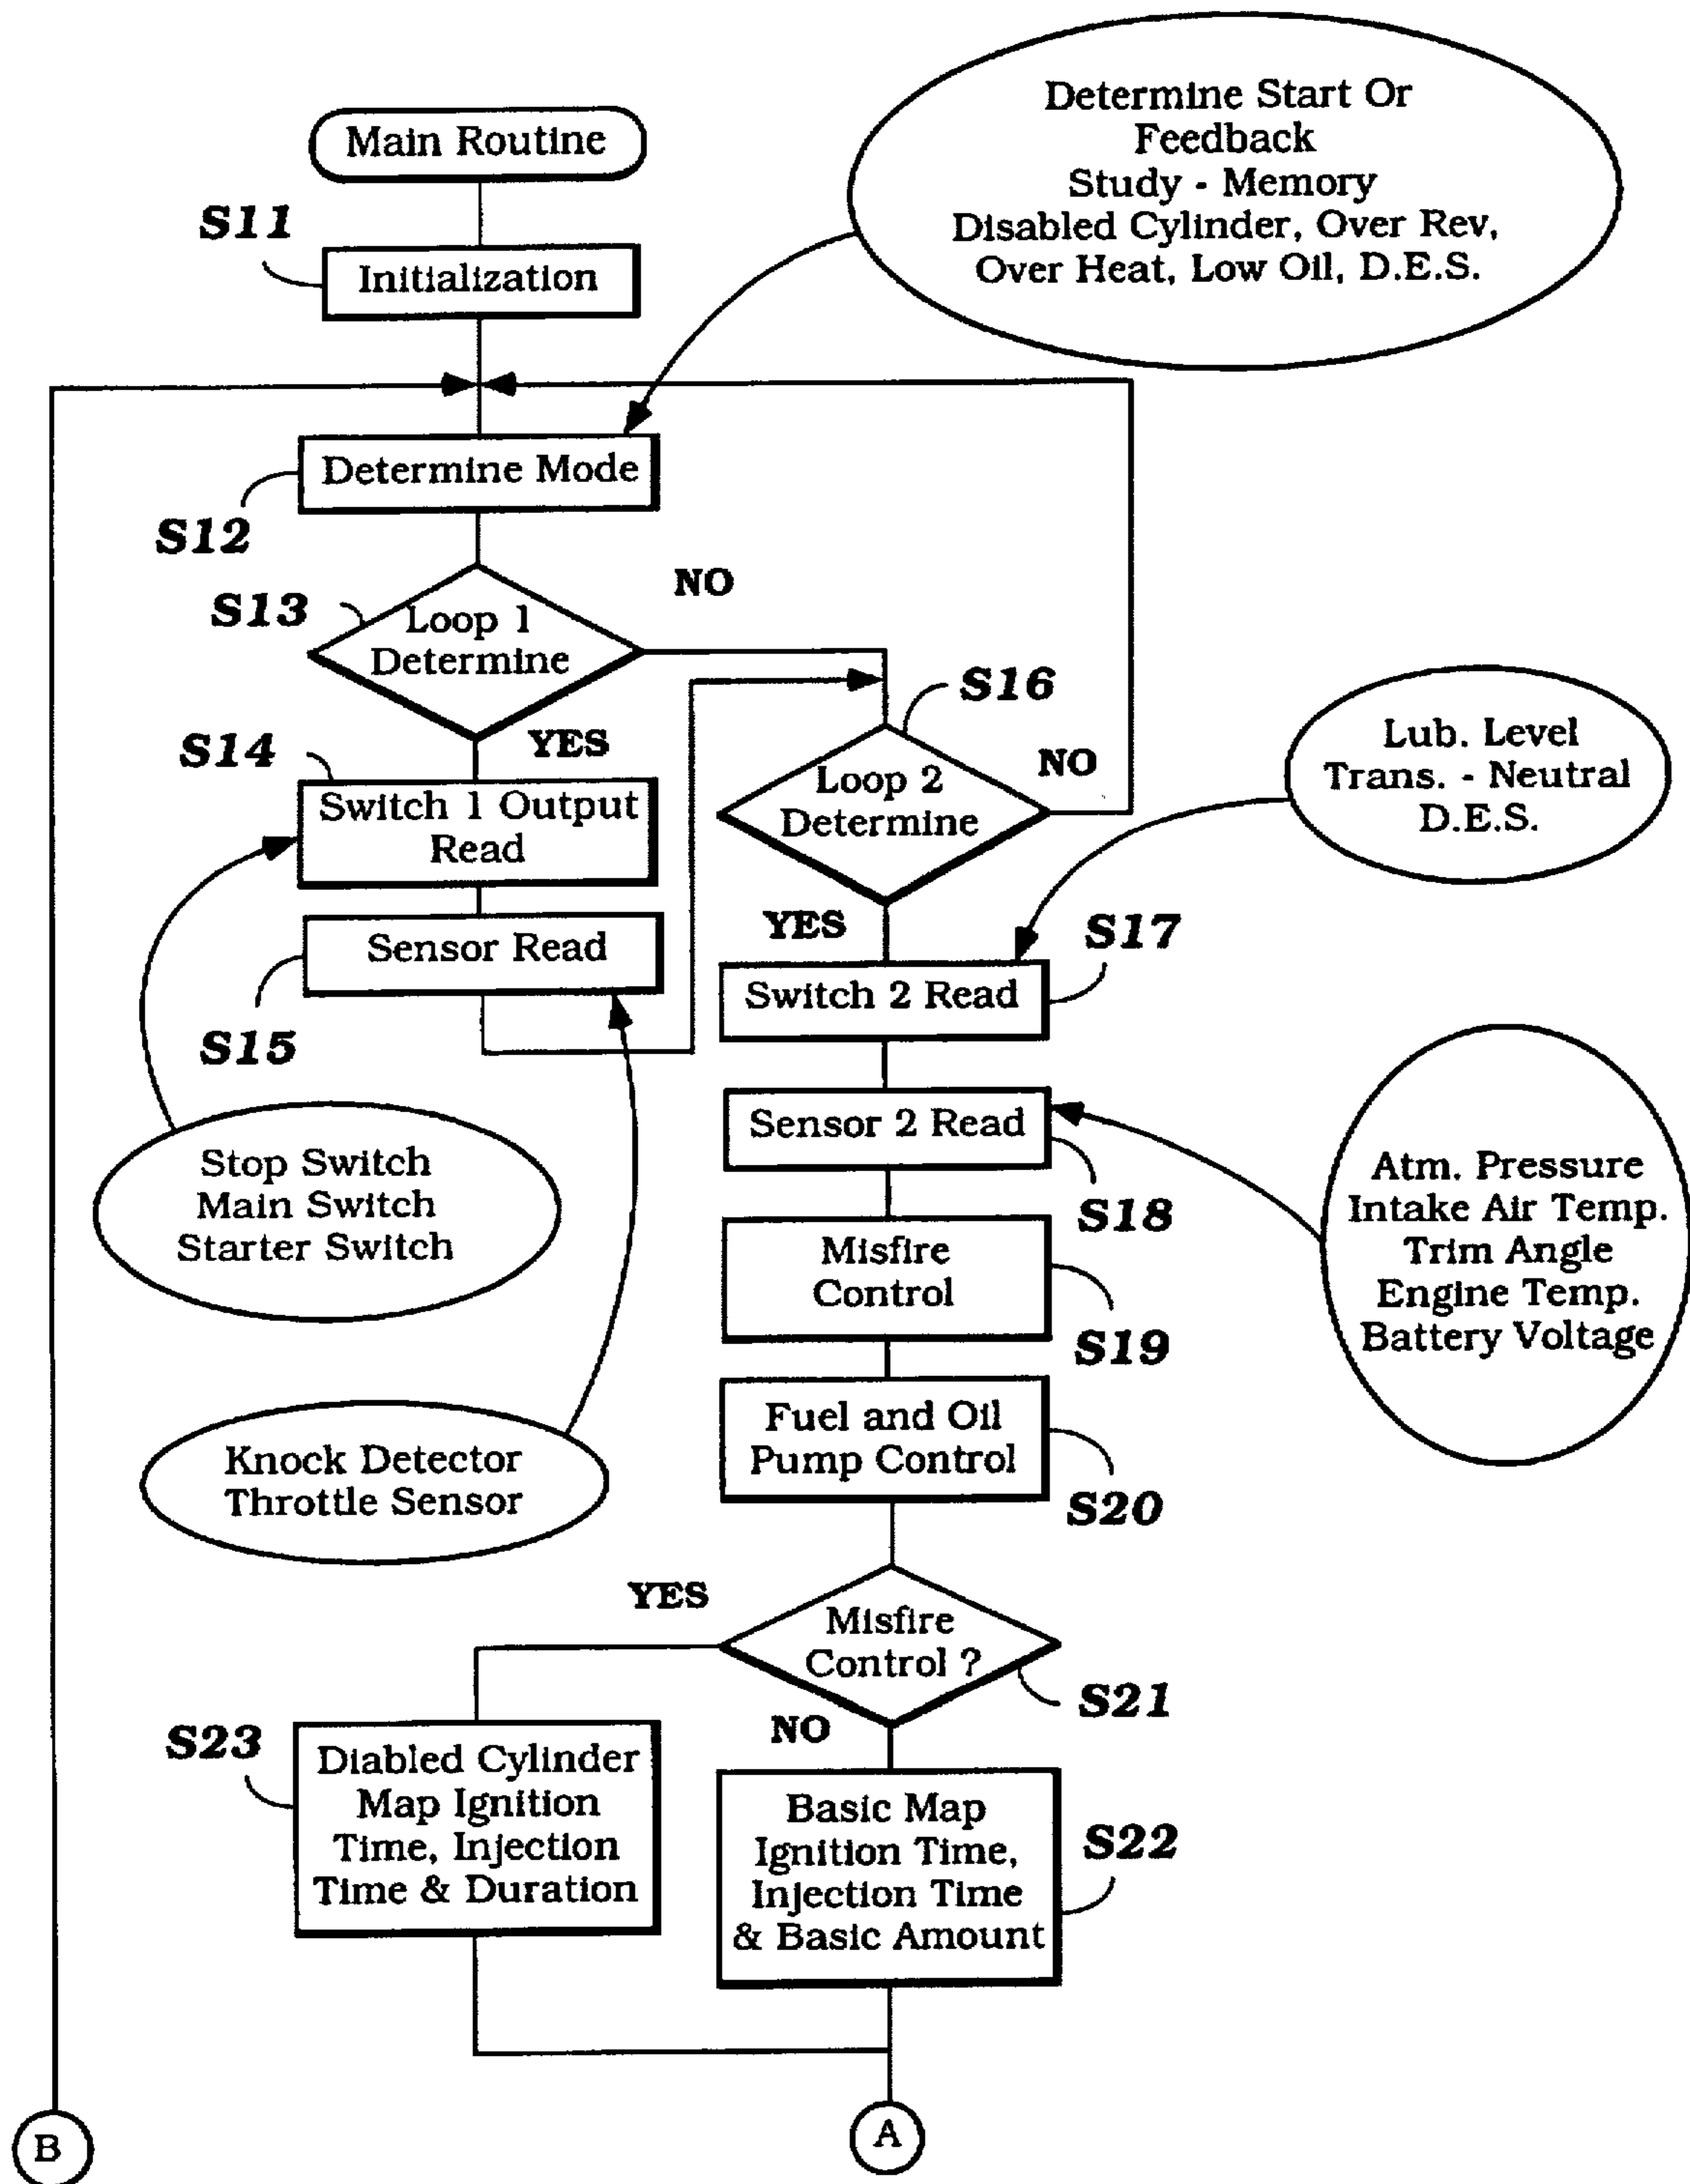 Main Routine
Determine Start Or
Feedback
Study - Memory
Disabled Cylinder, Over Rev,
Over Heat, Low Oil, D.E.S.
S11
Initialization
Determine Mode
S12
S13
Loop 1
Determine
NO
YES
S14
Switch 1 Output
Read
Sensor Read
S15
Stop Switch
Main Switch
Starter Switch
Knock Detector
Throttle Sensor
S16
Loop 2
Determine
NO
YES
Lub. Level
Trans. - Neutral
D.E.S.
S17
Switch 2 Read
Sensor 2 Read
S18
Atm. Pressure
Intake Air Temp.
Trim Angle
Engine Temp.
Battery Voltage
Misfire
Control
S19
Fuel and Oil
Pump Control
S20
YES
Misfire
Control ?
S21
NO
S23
Diabled Cylinder
Map Ignition
Time, Injection
Time & Duration
Basic Map
Ignition Time,
Injection Time
& Basic Amount
S22
B
A